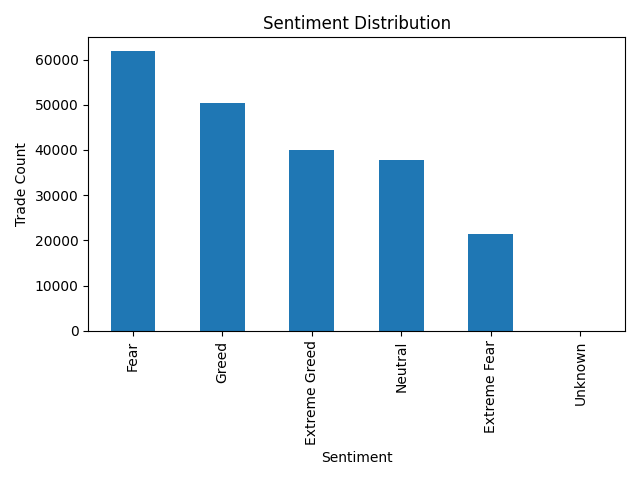 Sentiment Distribution
Trade Count
60000
50000
40000
30000
20000
10000
0
Fear
Greed
Extreme Greed
Neutral
Extreme Fear
Unknown
Sentiment